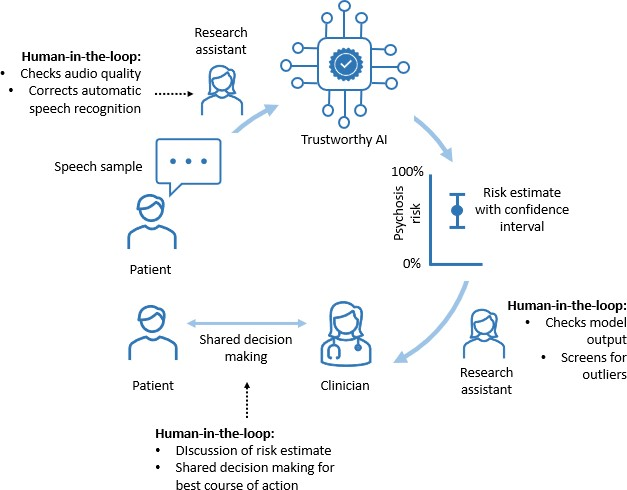 Research
assistant
Human-in-the-loop:
• Checks audio quality
• Corrects automatic
speech recognition
Trustworthy AI
Speech sample
Patient
100%
Psychosis
risk
0%
Risk estimate
with confidence
interval
Human-in-the-loop:
• Checks model
output
• Screens for
outliers
Research
assistant
Shared decision
making
Patient
Clinician
Human-in-the-loop:
• DIscussion of risk estimate
• Shared decision making for
best course of action